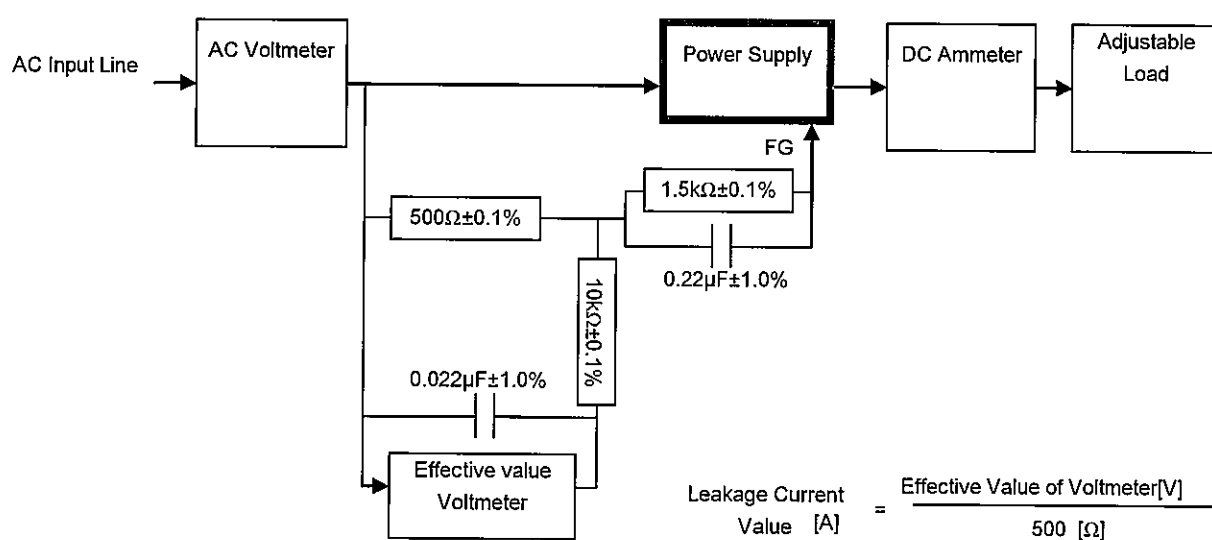 AC Input Line
AC Voltmeter
Power Supply
DC Ammeter
Adjustable
Load
FG
1.5kΩ±0.1%
500Ω±0.1%
0.22µF±1.0%
10kΩ±0.1%
0.022µF±1.0%
Effective value
Voltmeter
Leakage Current
Value [A]
=
Effective Value of Voltmeter[V]
500 [Ω]